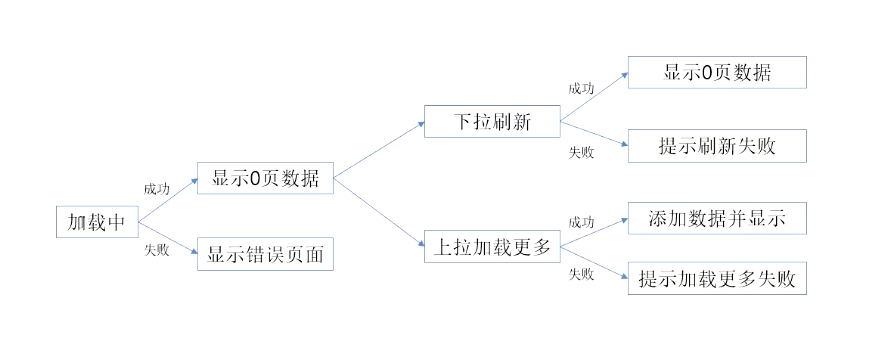 显示0页数据
成功
下拉刷新
失败
提示刷新失败
成功
显示0页数据
加载中
失败
显示错误页面
成功
添加数据并显示
上拉加载更多
失败
提示加载更多失败